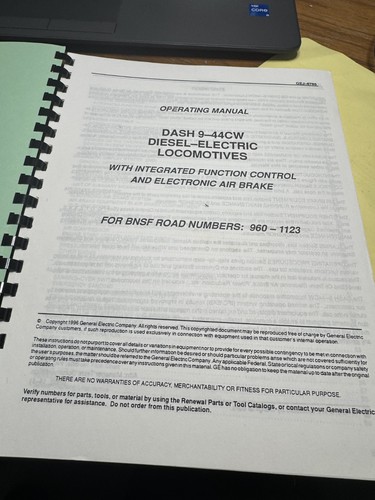 CORE
GEJ-6795
OPERATING MANUAL
DASH 9–44CW
DIESEL–ELECTRIC
LOCOMOTIVES
WITH INTEGRATED FUNCTION CONTROL
AND ELECTRONIC AIR BRAKE
FOR BNSF ROAD NUMBERS: 960 – 1123
© Copyright 1996 General Electric Company. All rights reserved. This copyrighted document may be reproduced free of charge by General Electric
Company customers, if such reproduction is used exclusively in connection with equipment used in that customer's internal operation.
These instructions do not purport to cover all details or variations in equipment nor to provide for every possible contingency to be met in connection with
installation, operation, or maintenance. Should further information be desired or should particular problems arise which are not covered sufficiently for
the user's purposes, the matter should be referred to the General Electric Company. Any applicable Federal, State or local regulations or company safety
or operating rules must take precedence over any instructions given in this material. GE has no obligation to keep the material up to date after the original
publication.
THERE ARE NO WARRANTIES OF ACCURACY, MERCHANTABILITY OR FITNESS FOR PARTICULAR PURPOSE.
Verify numbers for parts, tools, or material by using the Renewal Parts or Tool Catalogs, or contact your General Electric
representative for assistance. Do not order from this publication.